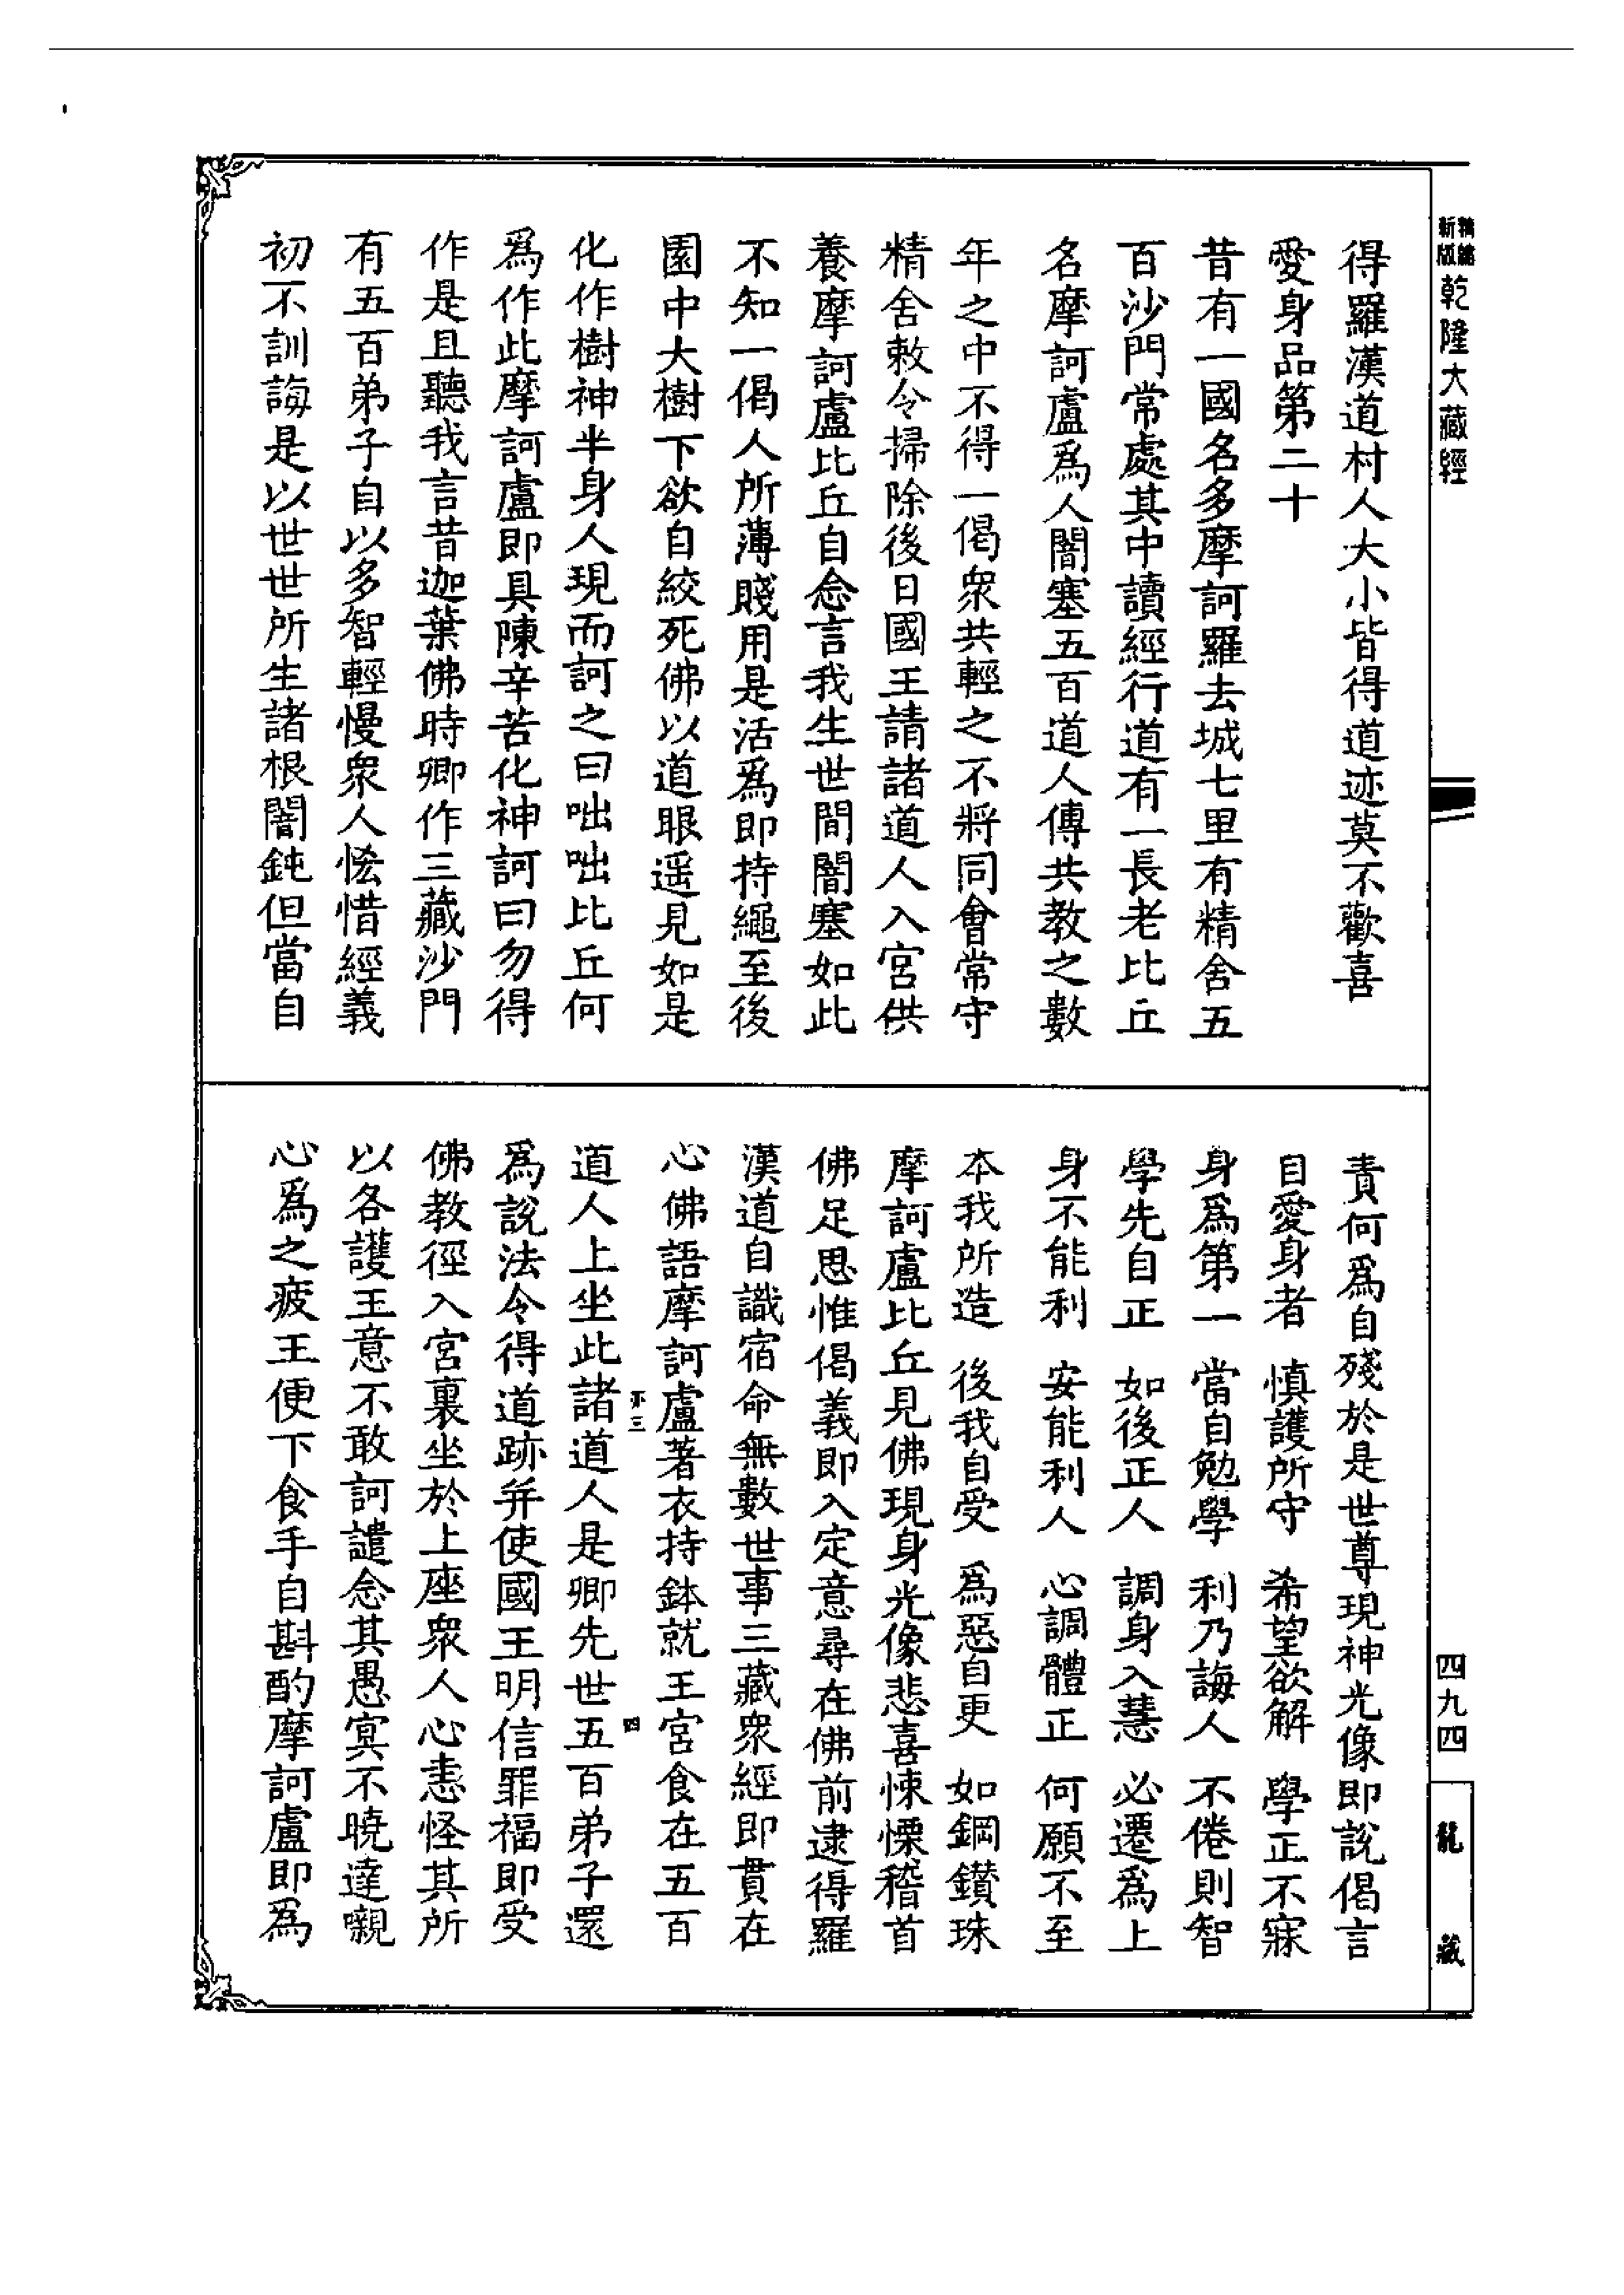 新版 精編 乾隆大藏經
得羅漢道村人大小皆得道迹莫不歡喜
愛身品第二十
昔有一國名多摩訶羅去城七里有精舍五
百沙門常處其中讀經行道有一長老比丘
名摩訶盧爲人闇塞五百道人傳共教之數
年之中不得一偈衆共輕之不將同會常守
精舍敕令掃除後日國王請諸道人入宮供
養摩訶盧比丘自念言我生世間闇塞如此
不知一偈人所薄賤用是活爲即持繩至後
園中大樹下欲自絞死佛以道眼遥見如是
化作樹神半身人現而訶之曰咄咄比丘何
爲作此摩訶盧即具陳辛苦化神訶曰勿得
作是且聽我言昔迦葉佛時卿作三藏沙門
有五百弟子自以多智輕慢衆人恡惜經義
初不訓誨是以世世所生諸根闇鈍但當自
責何爲自殘於是世尊現神光像即說偈言
自愛身者 慎護所守 希望欲解 學正不寐
身爲第一 當自勉學 利乃誨人 不倦則智
學先自正 如後正人 調身入慧 必遷爲上
身不能利 安能利人 心調體正 何願不至
本我所造 後我自受 爲惡自更 如鋼鑽珠
摩訶盧比丘見佛現身光像悲喜悚慄稽首
佛足思惟偈義即入定意尋在佛前逮得羅
漢道自識宿命無數世事三藏衆經即貫在
心佛語摩訶盧著衣持鉢就王宮食在五百
道人上坐此諸道人是卿先世五百弟子還
爲說法令得道跡并使國王明信罪福即受
佛教徑入宮裏坐於上座衆人心恚怪其所
以各護王意不敢訶譴念其愚冥不曉達嚫
心爲之疲王便下食手自斟酌摩訶盧即爲
四九四
龍藏